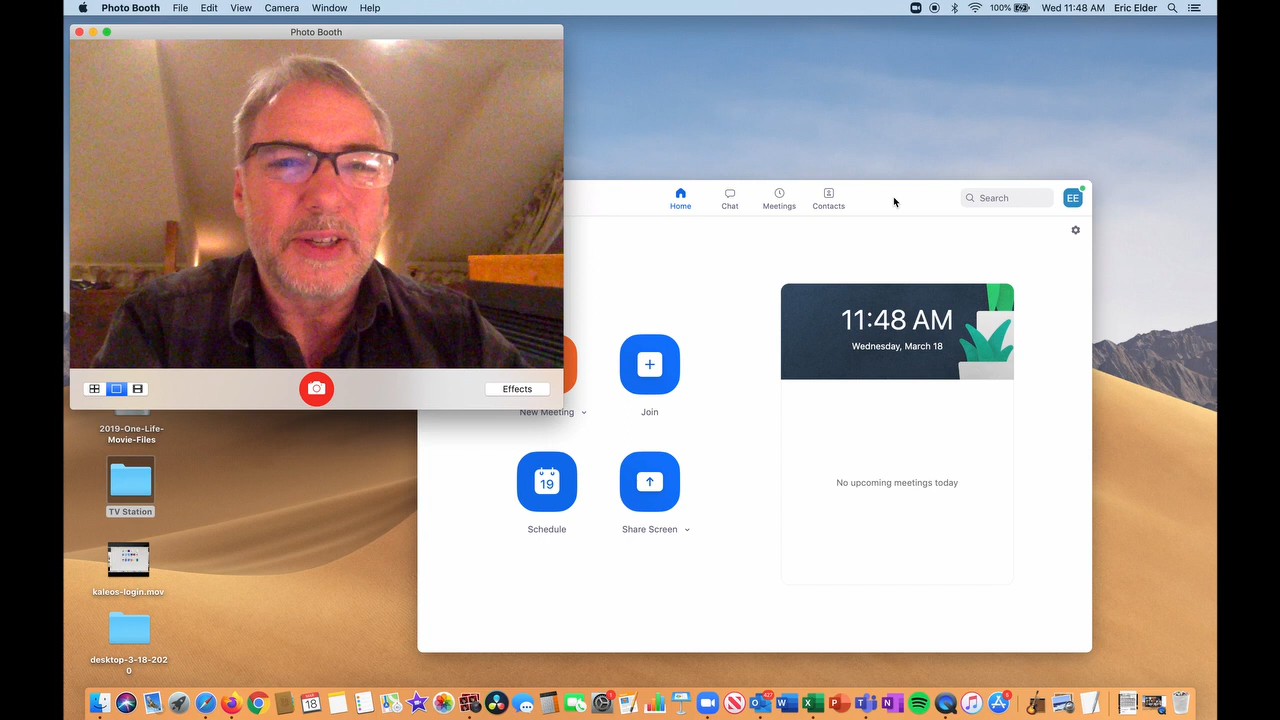 Photo Booth File Edit View Camera Window Help
100% Wed 11:48 AM Eric Elder
Photo Booth
Home Chat Meetings Contacts
Search
EE
11:48 AM
Wednesday, March 18
Effects
New Meeting
Join
2019-One-Life-
Movie-Files
19
No upcoming meetings today
TV Station
Schedule
Share Screen
kaleos-login.mov
desktop-3-18-202
0
18